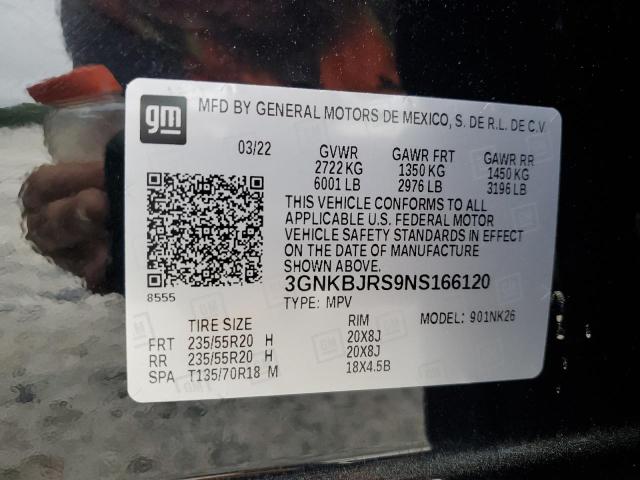 gm MFD BY GENERAL MOTORS DE MEXICO, S. DE R.L. DE C.V.
03/22 GVWR GAWR FRT GAWR RR
2722 KG 1350 KG 1450 KG
6001 LB 2976 LB 3196 LB
THIS VEHICLE CONFORMS TO ALL
APPLICABLE U.S. FEDERAL MOTOR
VEHICLE SAFETY STANDARDS IN EFFECT
ON THE DATE OF MANUFACTURE
SHOWN ABOVE.
8555 3GNKBJRS9NS166120
TYPE: MPV
TIRE SIZE RIM MODEL: 901NK26
FRT 235/55R20 H 20X8J
RR 235/55R20 H 20X8J
SPA T135/70R18 M 18X4.5B